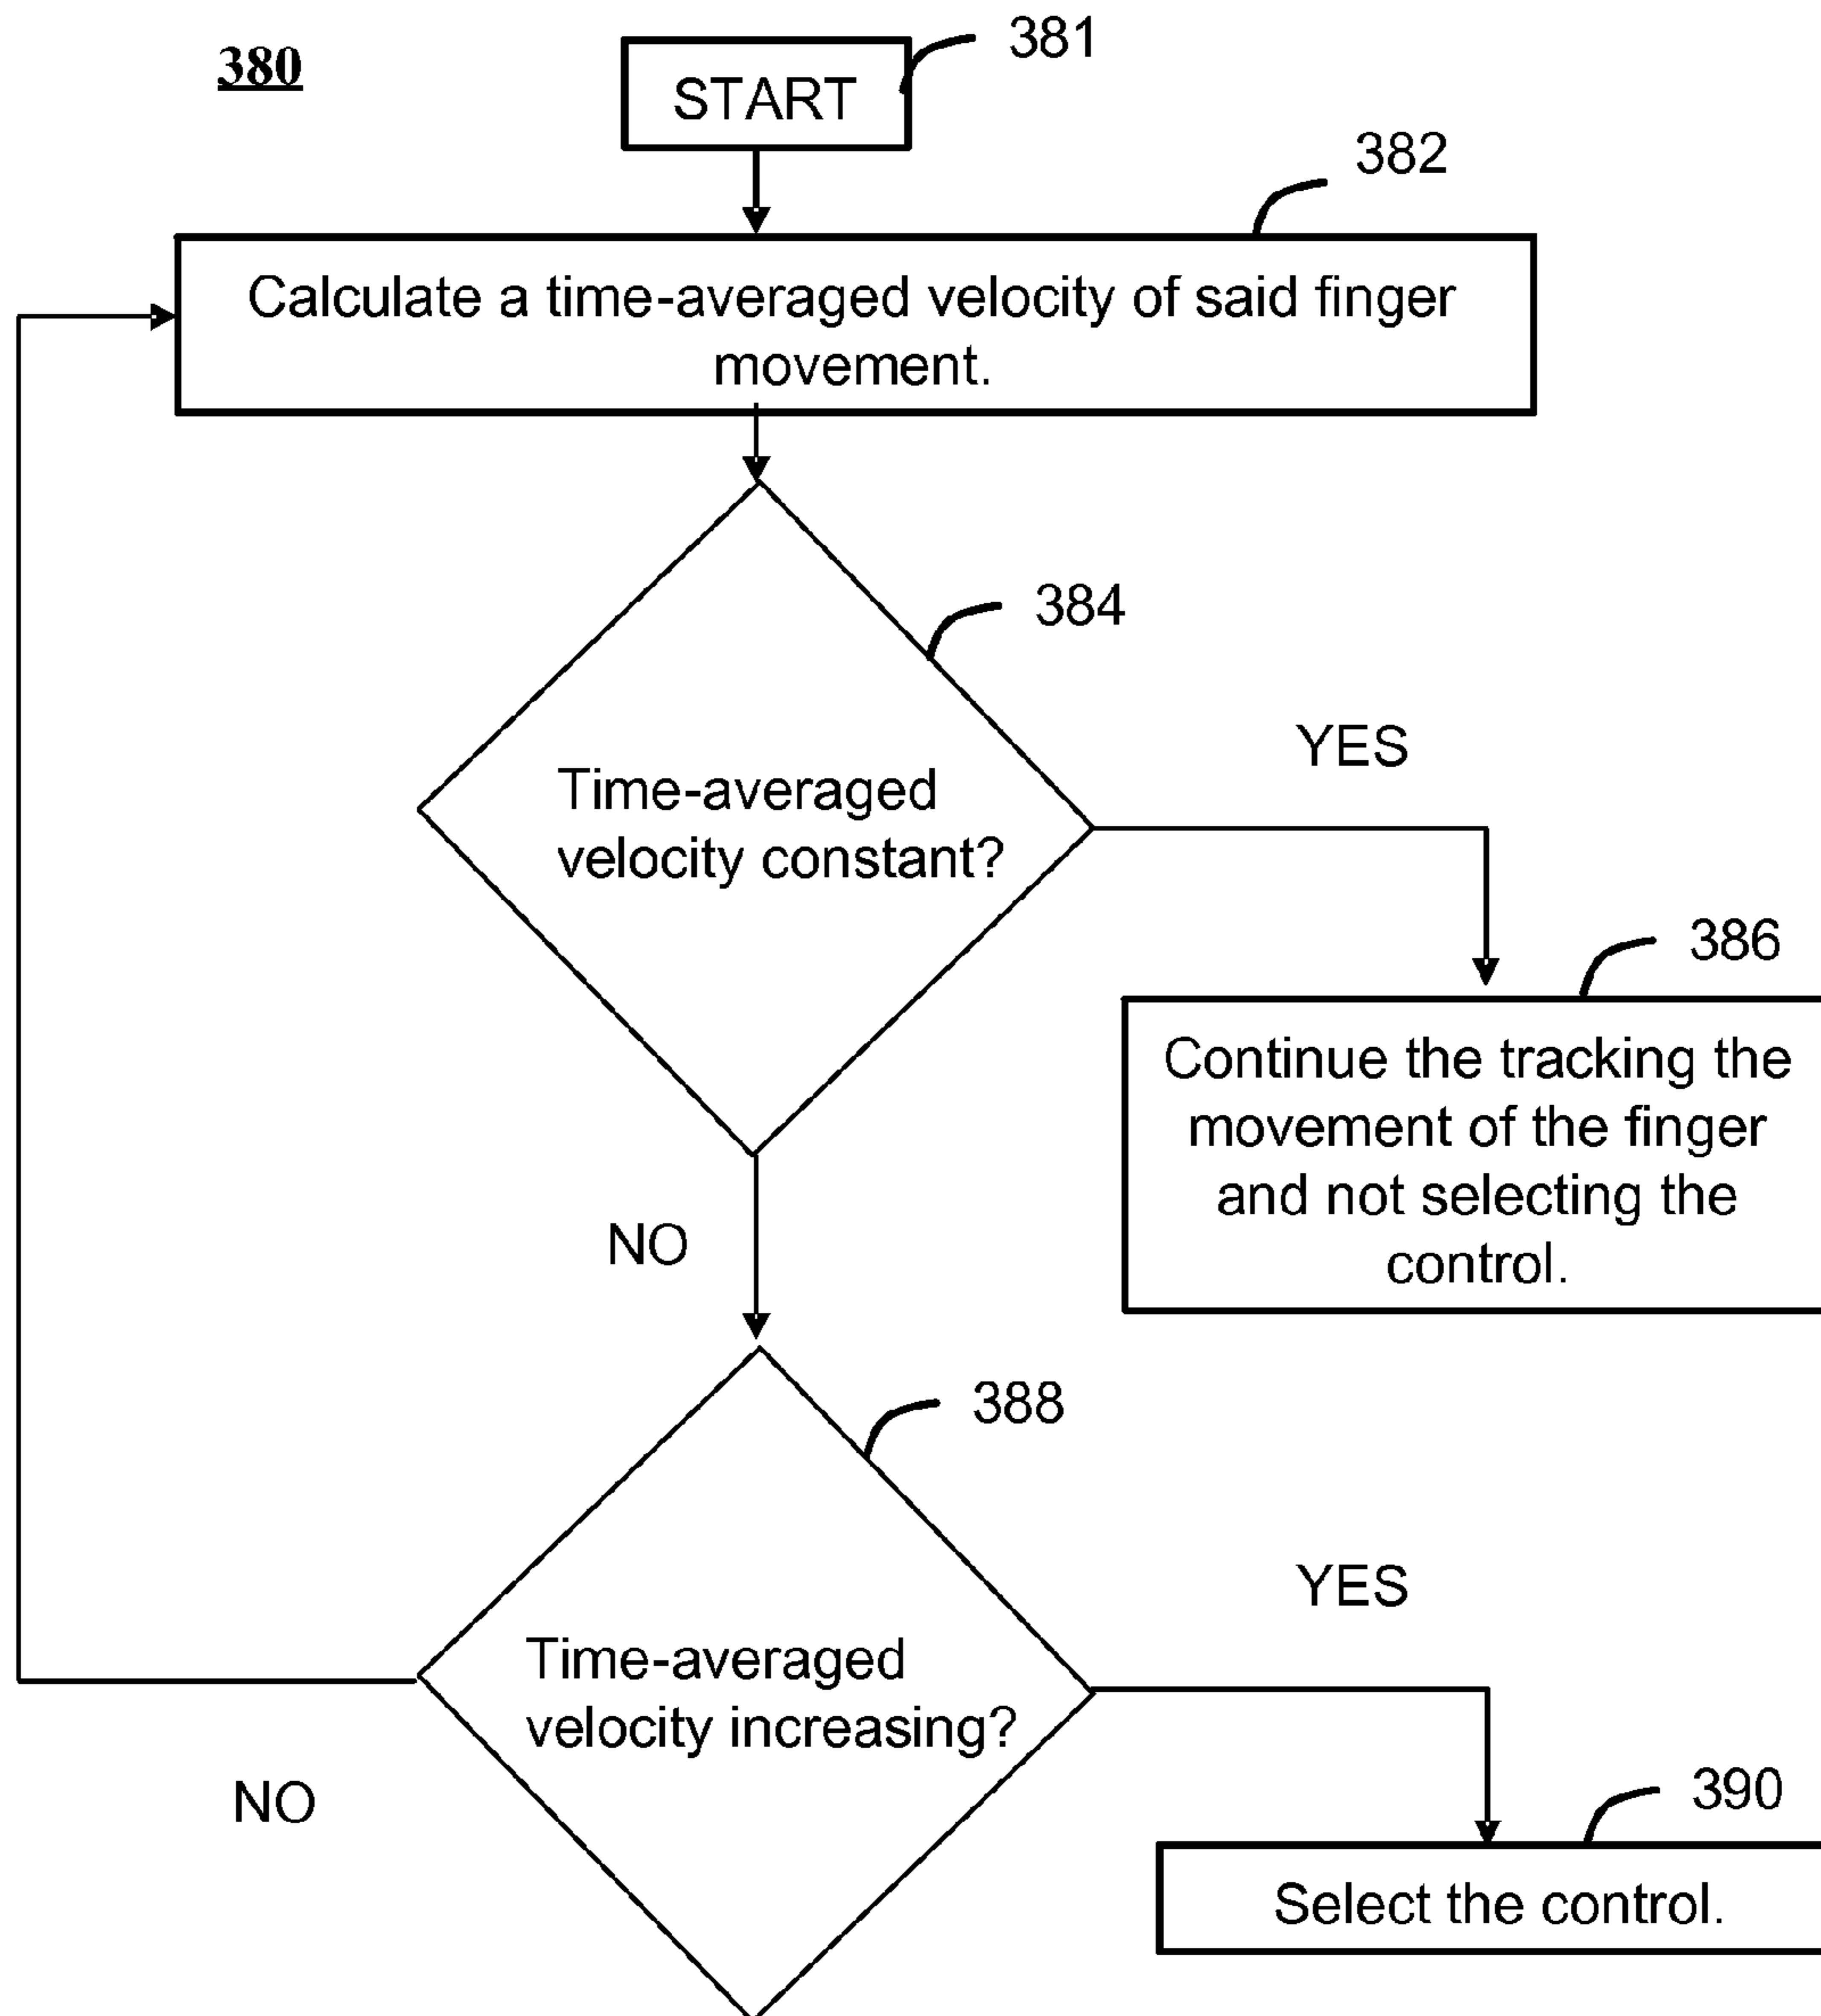 380
381
START
382
Calculate a time-averaged velocity of said finger
movement.
384
YES
Time-averaged
velocity constant?
386
Continue the tracking the
movement of the finger
and not selecting the
control.
NO
388
YES
Time-averaged
velocity increasing?
NO
390
Select the control.